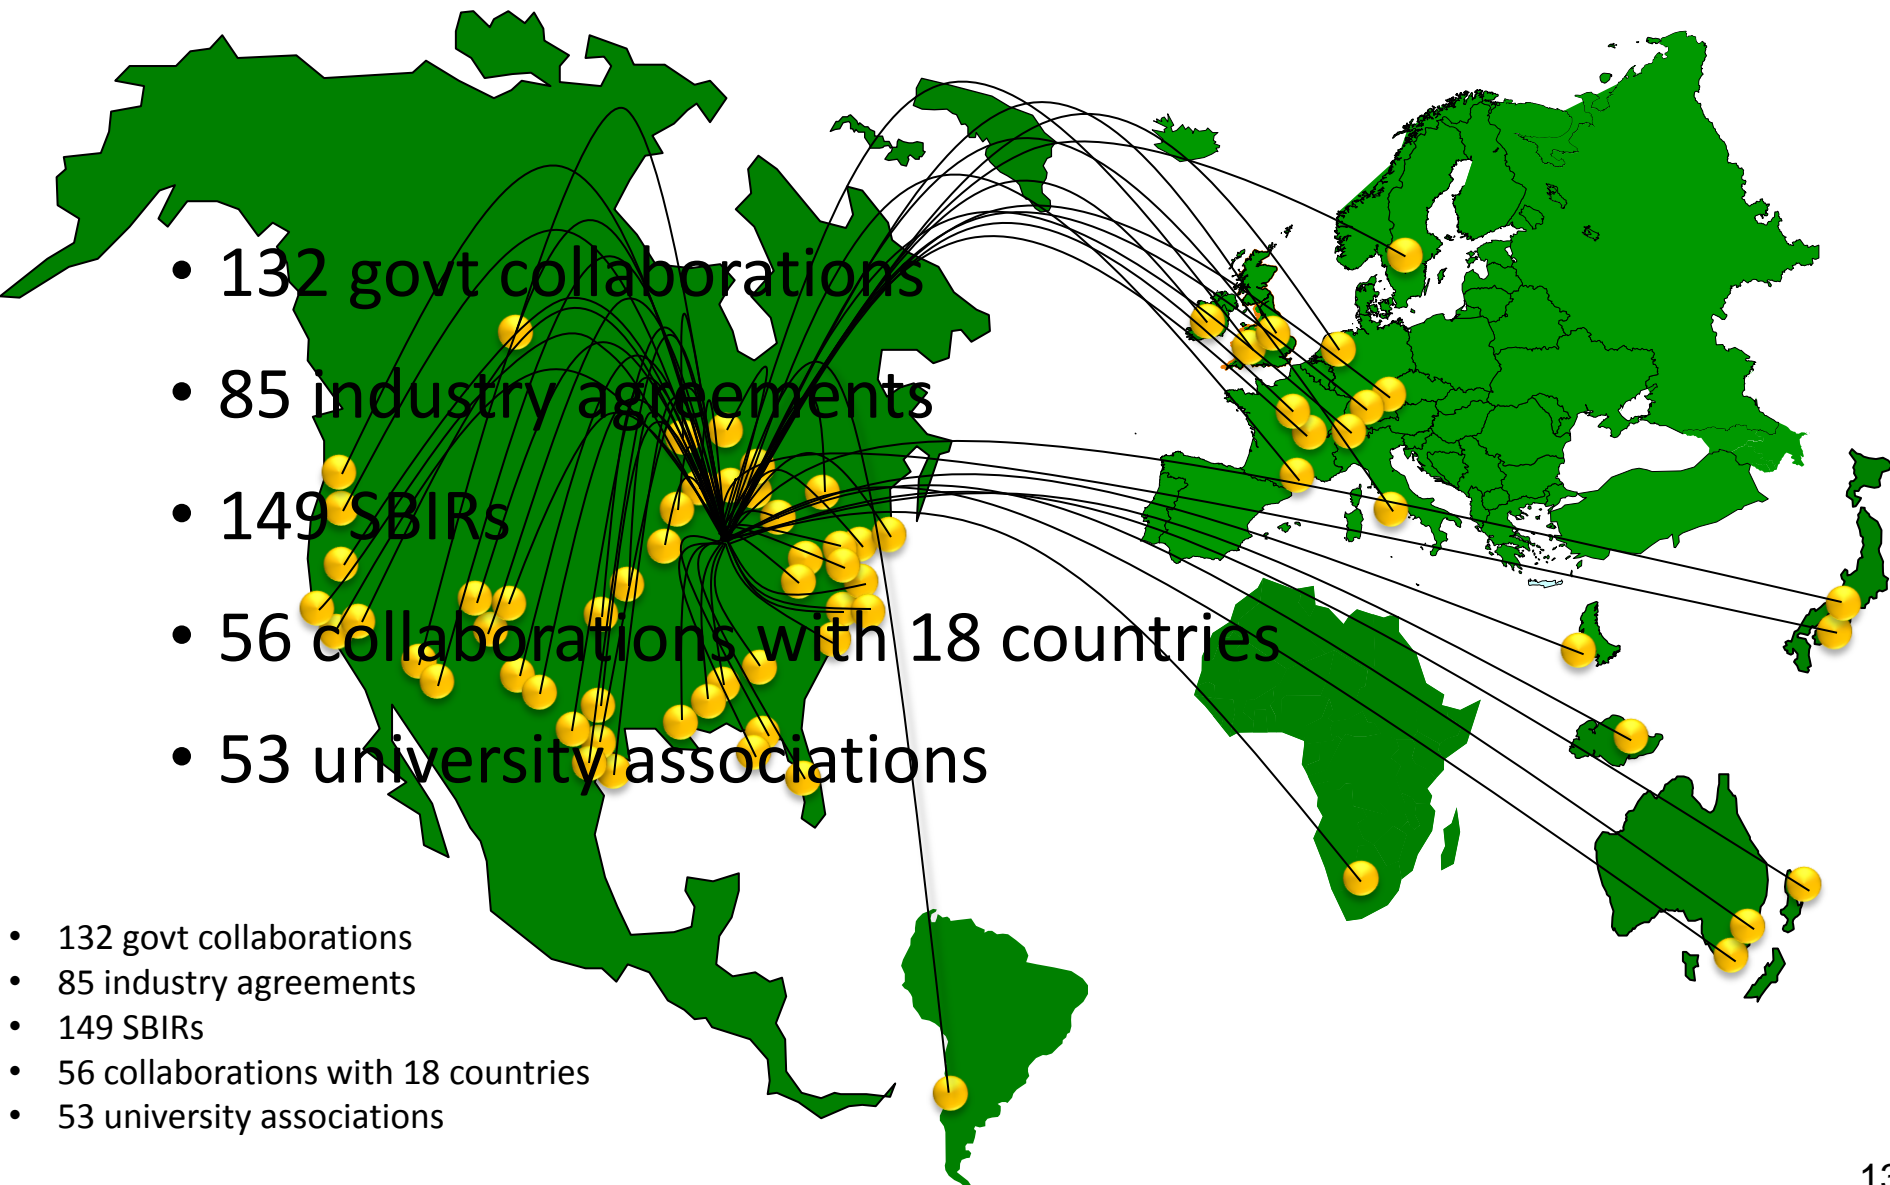 • 132 govt collaborations
• 85 industry agreements
• 149 SBIRs
• 56 collaborations with 18 countries
• 53 university associations
• 132 govt collaborations
• 85 industry agreements
• 149 SBIRs
• 56 collaborations with 18 countries
• 53 university associations
13